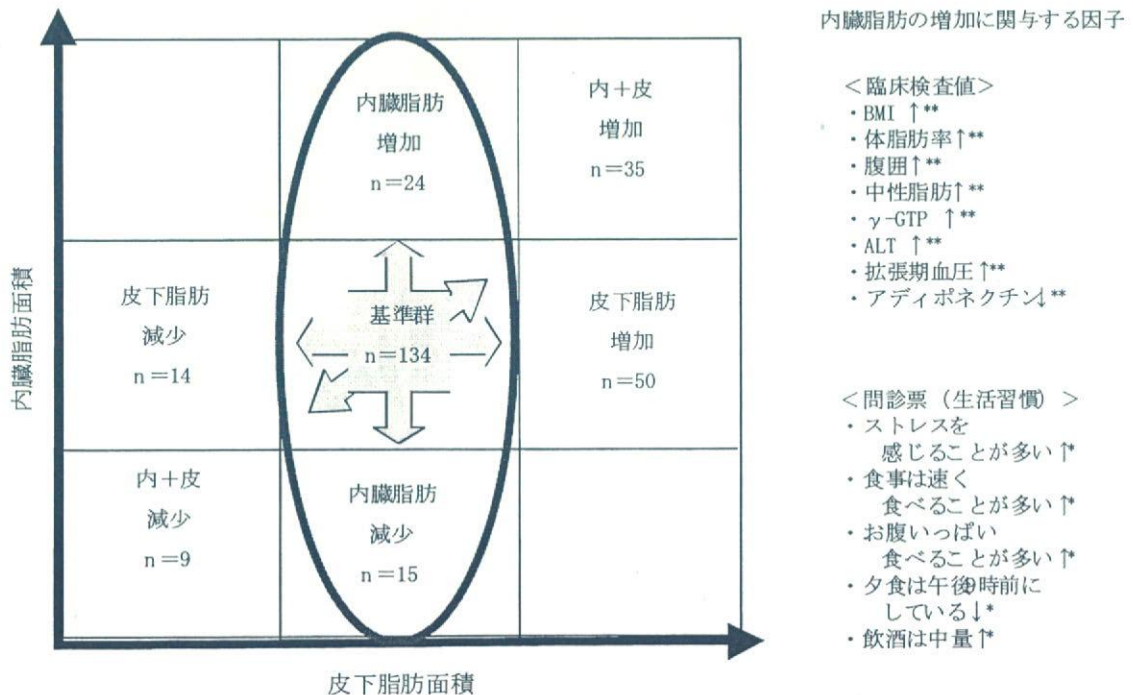 内臓脂肪の増加に関与する因子
<臨床検査値>
・BMI ↑**
・体脂肪率↑**
・腹囲↑**
・中性脂肪↑**
・γ-GTP ↑**
・ALT ↑**
・拡張期血圧↑**
・アディポネクチン↓**
<問診票（生活習慣）>
・ストレスを
感じることが多い↑*
・食事は速く
食べることが多い↑*
・お腹いっぱい
食べることが多い↑*
・夕食は午後9時前に
している↓*
・飲酒は中量↑*
内臓脂肪
増加
n=24
内+皮
増加
n=35
皮下脂肪
減少
n=14
基準群
n=134
皮下脂肪
増加
n=50
内+皮
減少
n=9
内臓脂肪
減少
n=15
内臓脂肪面積
皮下脂肪面積